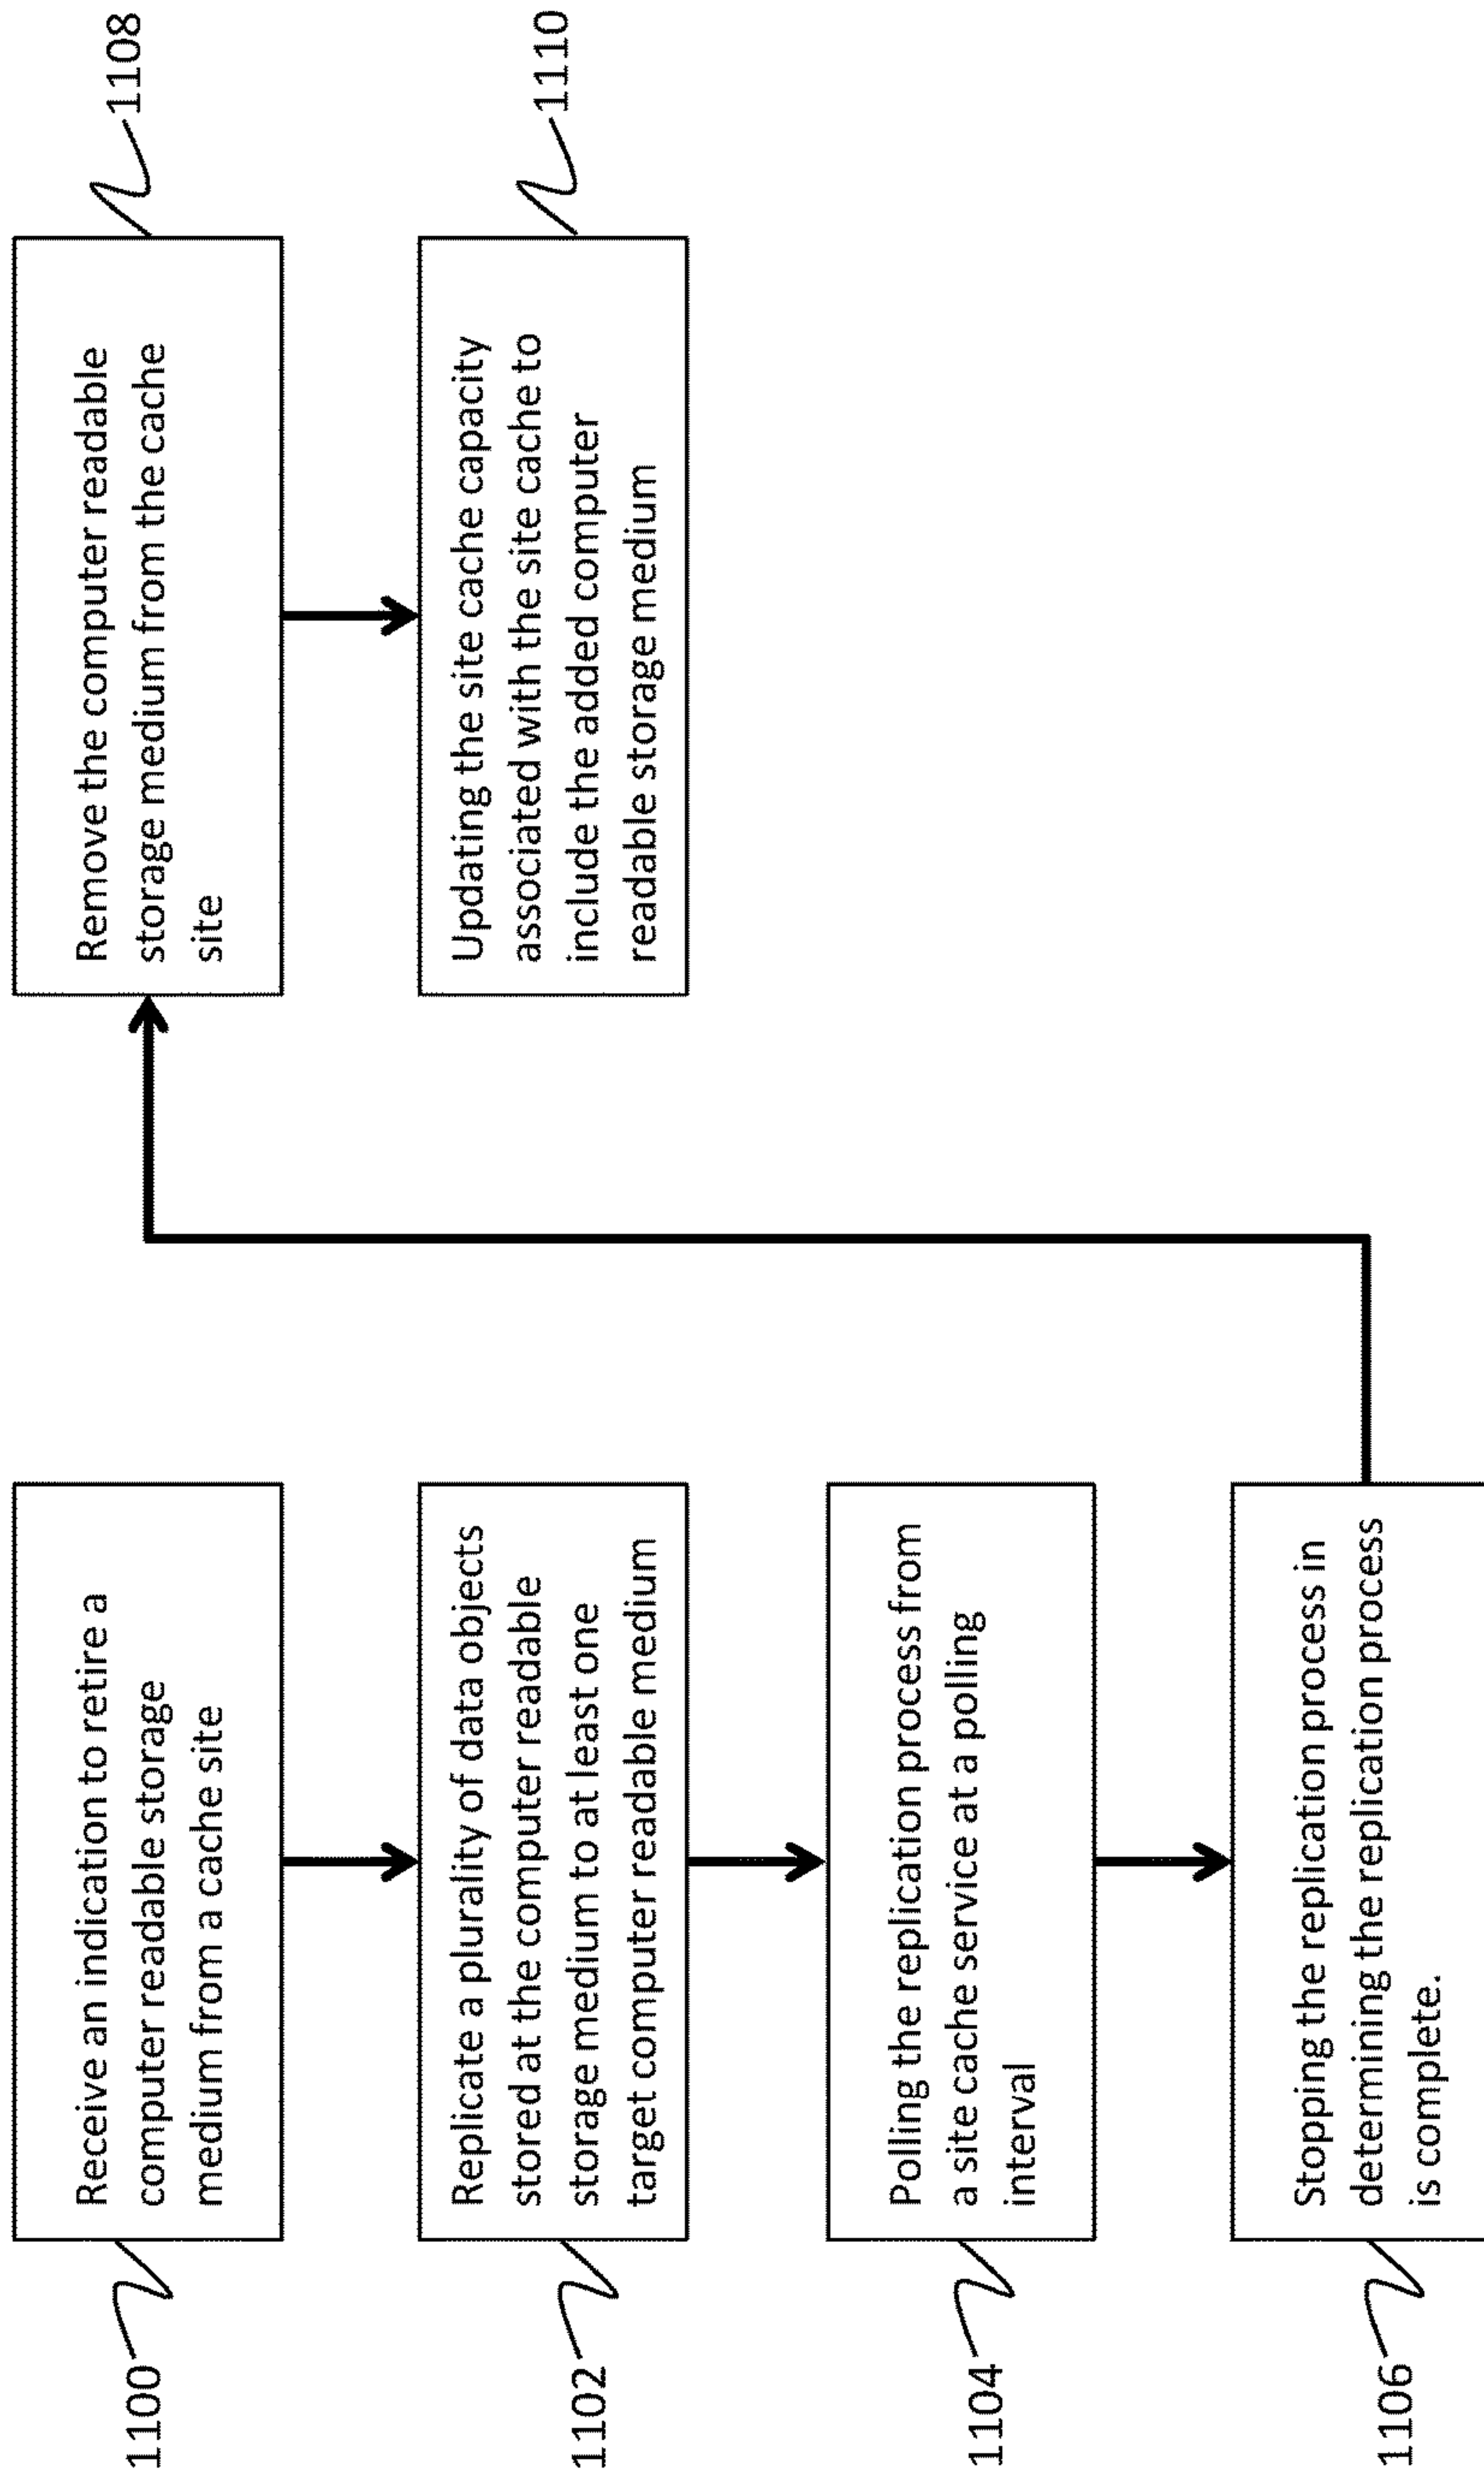 1100
Receive an indication to retire a
computer readable storage
medium from a cache site
1102
Replicate a plurality of data objects
stored at the computer readable
storage medium to at least one
target computer readable medium
1104
Polling the replication process from
a site cache service at a polling
interval
1106
Stopping the replication process in
determining the replication process
is complete.
Remove the computer readable
storage medium from the cache
site
1108
Updating the site cache capacity
associated with the site cache to
include the added computer
readable storage medium
1110